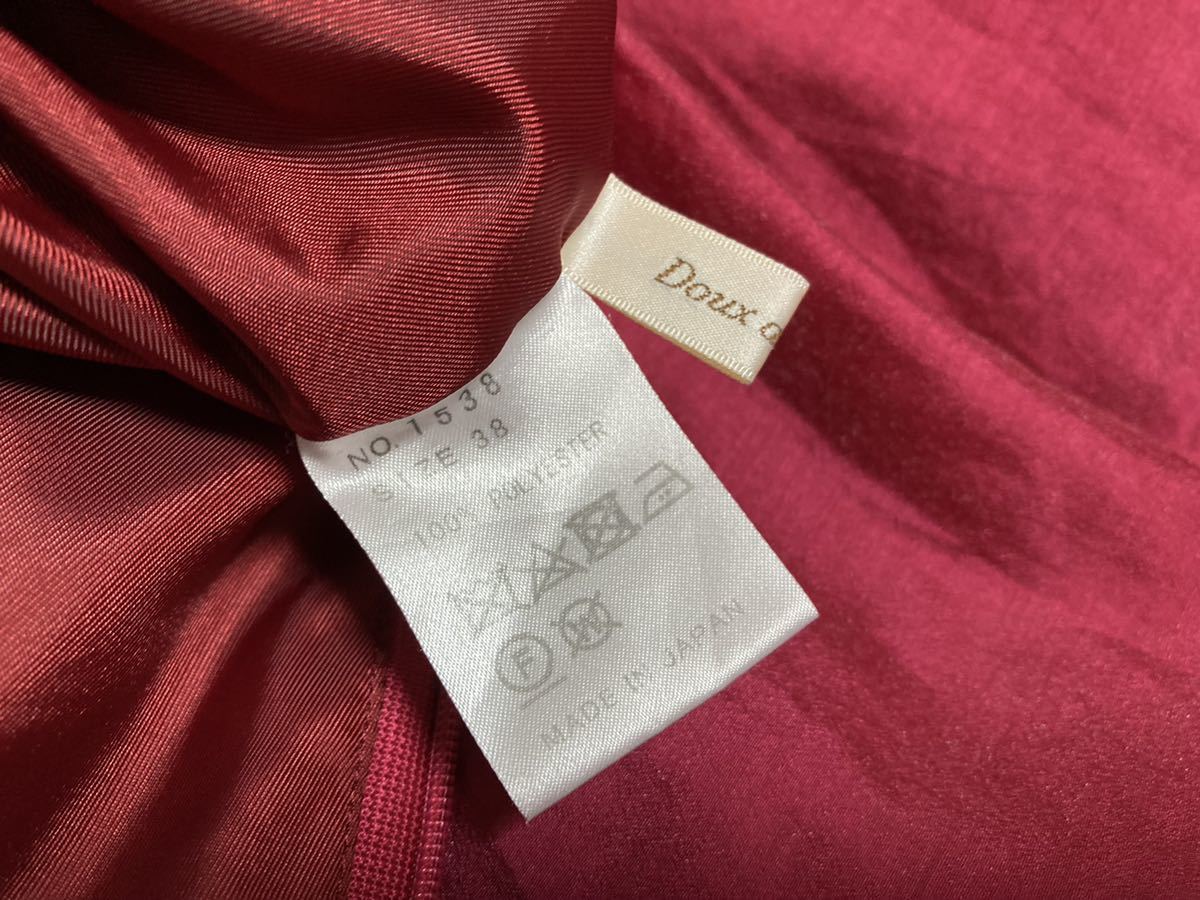 Doux a
NO. 1538
SIZE 38
100% POLYESTER
F
W
MADE IN JAPAN